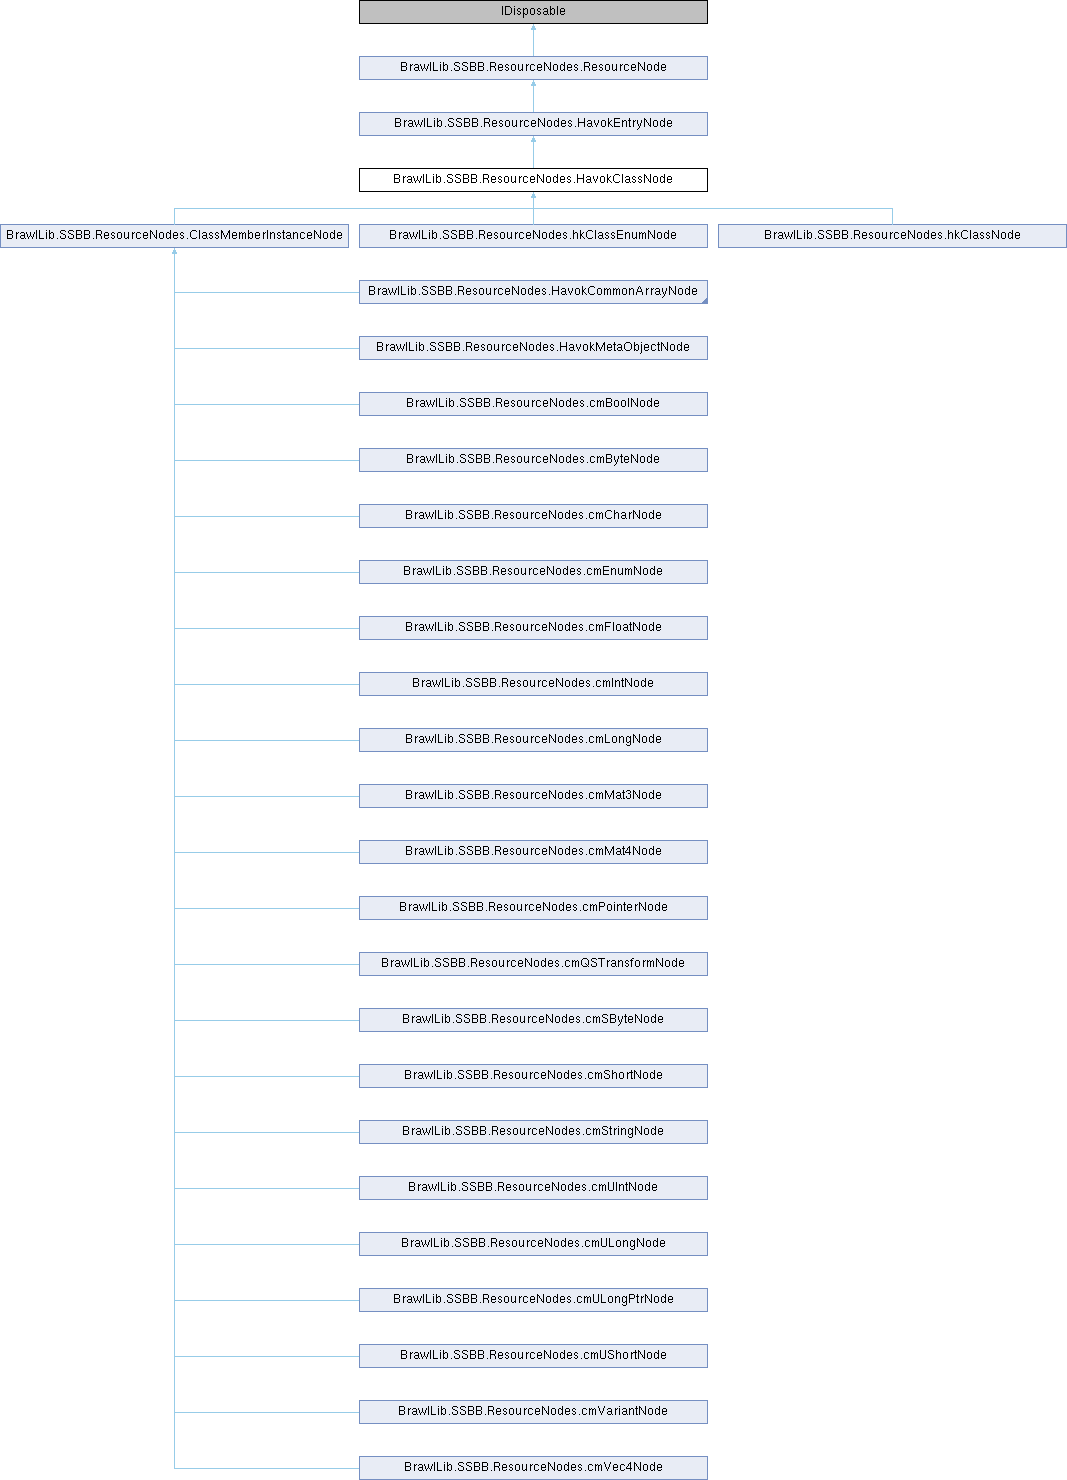 IDisposable
BrawlLib.SSBB.ResourceNodes.ResourceNode
BrawlLib.SSBB.ResourceNodes.HavokEntryNode
BrawlLib.SSBB.ResourceNodes.HavokClassNode
BrawlLib.SSBB.ResourceNodes.ClassMemberInstanceNode
BrawlLib.SSBB.ResourceNodes.hkClassEnumNode
BrawlLib.SSBB.ResourceNodes.hkClassNode
BrawlLib.SSBB.ResourceNodes.HavokCommonArrayNode
BrawlLib.SSBB.ResourceNodes.HavokMetaObjectNode
BrawlLib.SSBB.ResourceNodes.cmBoolNode
BrawlLib.SSBB.ResourceNodes.cmByteNode
BrawlLib.SSBB.ResourceNodes.cmCharNode
BrawlLib.SSBB.ResourceNodes.cmEnumNode
BrawlLib.SSBB.ResourceNodes.cmFloatNode
BrawlLib.SSBB.ResourceNodes.cmIntNode
BrawlLib.SSBB.ResourceNodes.cmLongNode
BrawlLib.SSBB.ResourceNodes.cmMat3Node
BrawlLib.SSBB.ResourceNodes.cmMat4Node
BrawlLib.SSBB.ResourceNodes.cmPointerNode
BrawlLib.SSBB.ResourceNodes.cmQSTransformNode
BrawlLib.SSBB.ResourceNodes.cmSByteNode
BrawlLib.SSBB.ResourceNodes.cmShortNode
BrawlLib.SSBB.ResourceNodes.cmStringNode
BrawlLib.SSBB.ResourceNodes.cmUIntNode
BrawlLib.SSBB.ResourceNodes.cmULongNode
BrawlLib.SSBB.ResourceNodes.cmULongPtrNode
BrawlLib.SSBB.ResourceNodes.cmUShortNode
BrawlLib.SSBB.ResourceNodes.cmVariantNode
BrawlLib.SSBB.ResourceNodes.cmVec4Node